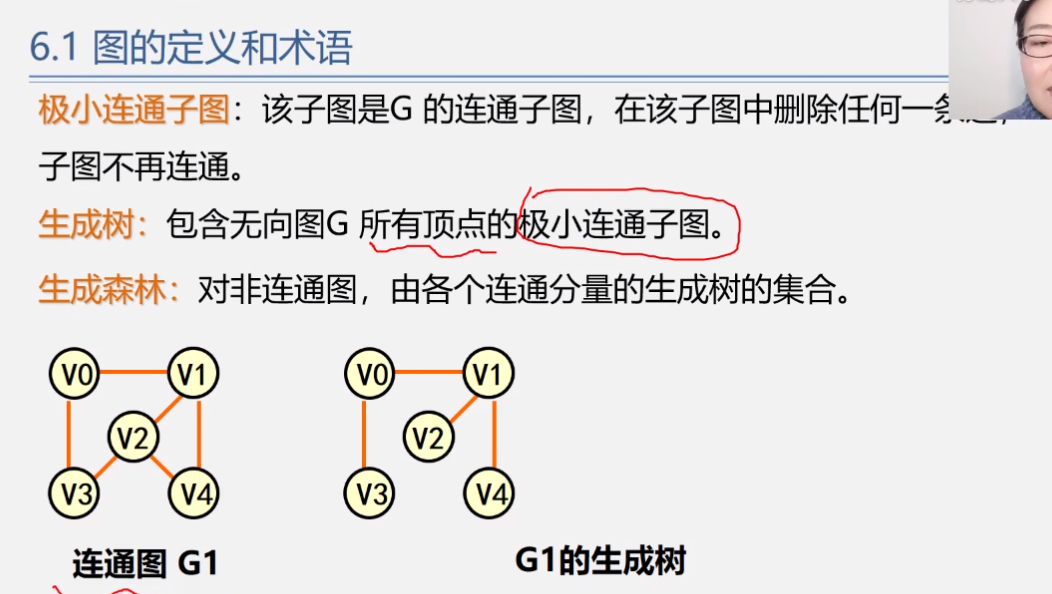 6.1 图的定义和术语
极小连通子图：该子图是G 的连通子图，在该子图中删除任何一条
子图不再连通。
生成树：包含无向图G 所有顶点的极小连通子图。
生成森林：对非连通图，由各个连通分量的生成树的集合。
V0 V1 V0 V1
V2 V2
V3 V4 V3 V4
连通图 G1 G1的生成树